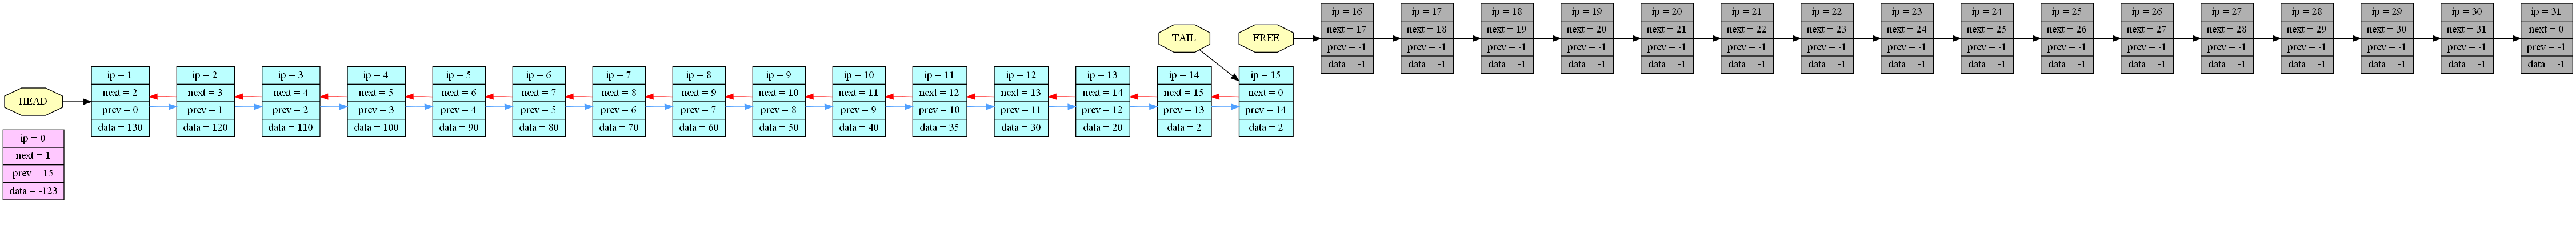 HEAD
ip = 0
next = 1
prev = 15
data = -123
ip = 1
next = 2
prev = 0
data = 130
ip = 2
next = 3
prev = 1
data = 120
ip = 3
next = 4
prev = 2
data = 110
ip = 4
next = 5
prev = 3
data = 100
ip = 5
next = 6
prev = 4
data = 90
ip = 6
next = 7
prev = 5
data = 80
ip = 7
next = 8
prev = 6
data = 70
ip = 8
next = 9
prev = 7
data = 60
ip = 9
next = 10
prev = 8
data = 50
ip = 10
next = 11
prev = 9
data = 40
ip = 11
next = 12
prev = 10
data = 35
ip = 12
next = 13
prev = 11
data = 30
ip = 13
next = 14
prev = 12
data = 20
TAIL
ip = 14
next = 15
prev = 13
data = 2
FREE
ip = 15
next = 0
prev = 14
data = 2
ip = 16
next = 17
prev = -1
data = -1
ip = 17
next = 18
prev = -1
data = -1
ip = 18
next = 19
prev = -1
data = -1
ip = 19
next = 20
prev = -1
data = -1
ip = 20
next = 21
prev = -1
data = -1
ip = 21
next = 22
prev = -1
data = -1
ip = 22
next = 23
prev = -1
data = -1
ip = 23
next = 24
prev = -1
data = -1
ip = 24
next = 25
prev = -1
data = -1
ip = 25
next = 26
prev = -1
data = -1
ip = 26
next = 27
prev = -1
data = -1
ip = 27
next = 28
prev = -1
data = -1
ip = 28
next = 29
prev = -1
data = -1
ip = 29
next = 30
prev = -1
data = -1
ip = 30
next = 31
prev = -1
data = -1
ip = 31
next = 0
prev = -1
data = -1